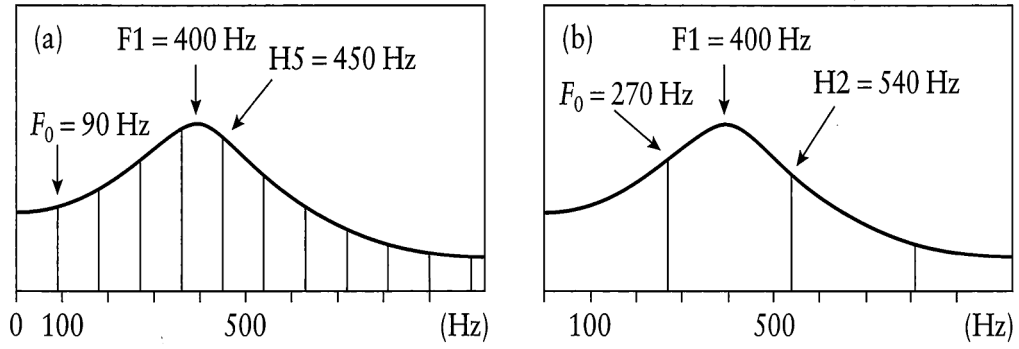 (a)
F1 = 400 Hz
H5 = 450 Hz
F0 = 90 Hz
0 100 500 (Hz)
(b)
F1 = 400 Hz
F0 = 270 Hz
H2 = 540 Hz
100 500 (Hz)